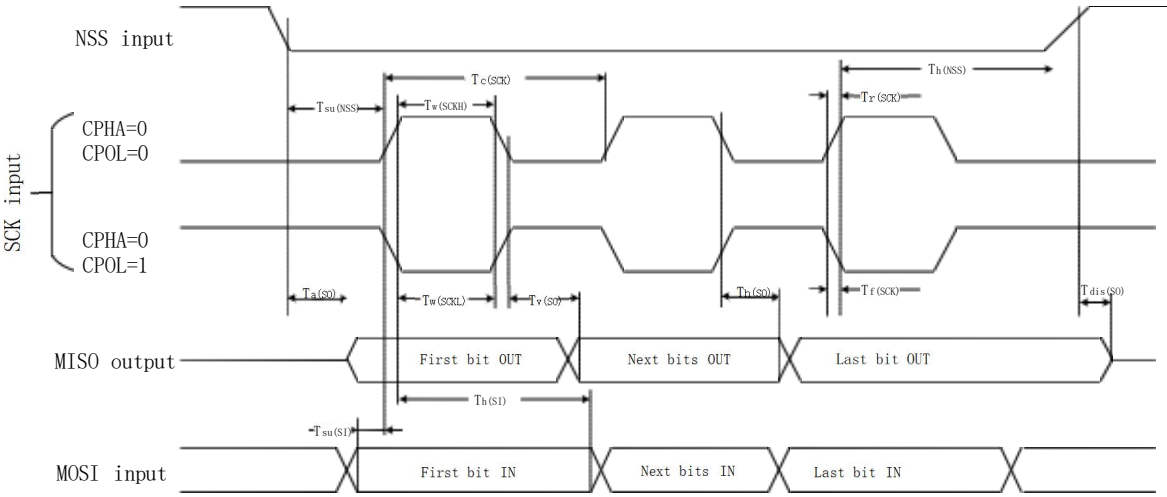 NSS input
Tc(SCK)
Th(NSS)
Tsu(NSS)
Tw(SCKH)
Tr(SCK)
SCK input
CPHA=0
CPOL=0
CPHA=0
CPOL=1
Ta(SO)
Tw(SCKL)
Tv(SO)
Th(SO)
Tf(SCK)
Tdis(SO)
MISO output
First bit OUT
Next bits OUT
Last bit OUT
Th(SI)
Tsu(SI)
MOSI input
First bit IN
Next bits IN
Last bit IN